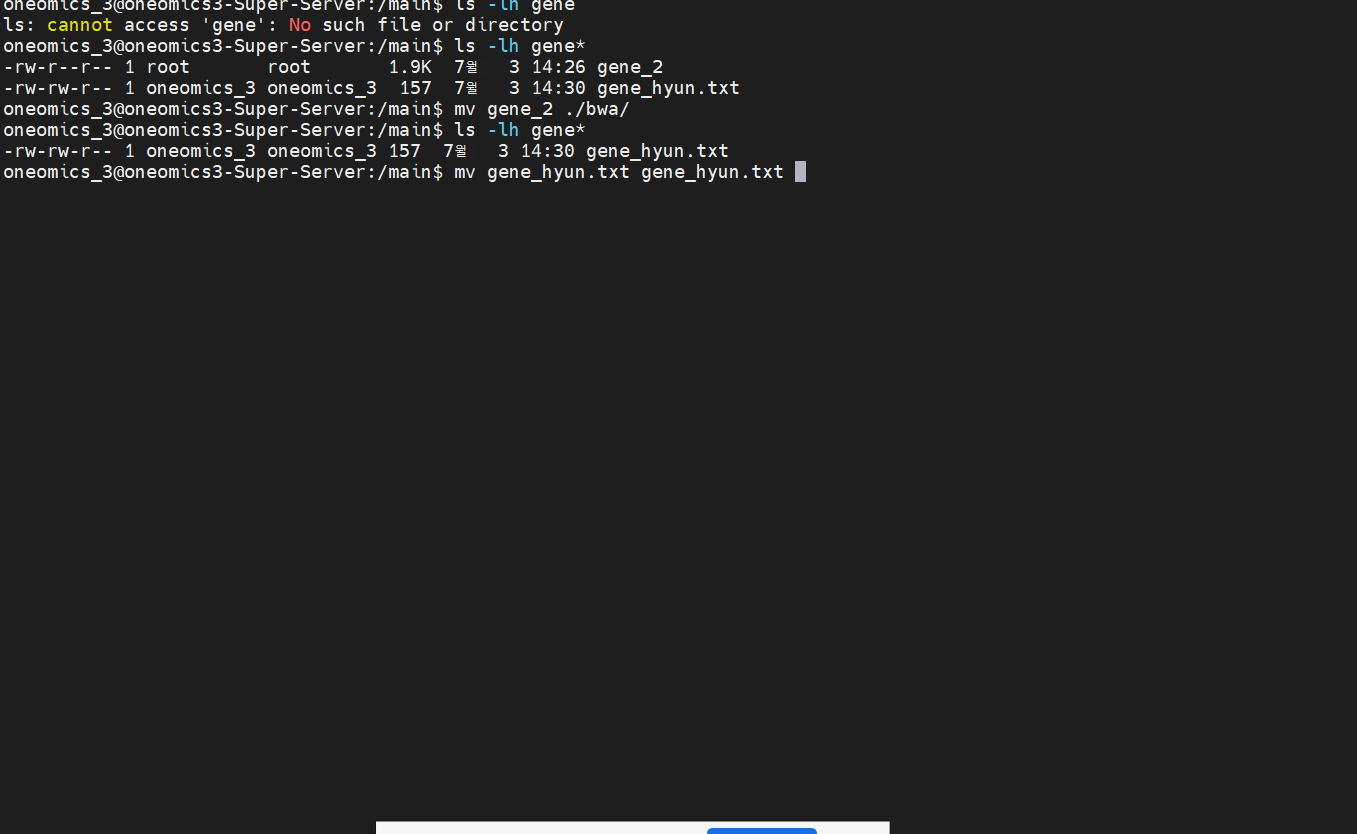 oneomics_3@oneomics3-Super-Server:/main$ ls -lh gene
ls: cannot access 'gene': No such file or directory
oneomics_3@oneomics3-Super-Server:/main$ ls -lh gene*
-rw-r--r-- 1 root       root       1.9K  7월   3 14:26 gene_2
-rw-rw-r-- 1 oneomics_3 oneomics_3  157  7월   3 14:30 gene_hyun.txt
oneomics_3@oneomics3-Super-Server:/main$ mv gene_2 ./bwa/
oneomics_3@oneomics3-Super-Server:/main$ ls -lh gene*
-rw-rw-r-- 1 oneomics_3 oneomics_3 157  7월   3 14:30 gene_hyun.txt
oneomics_3@oneomics3-Super-Server:/main$ mv gene_hyun.txt gene_hyun.txt